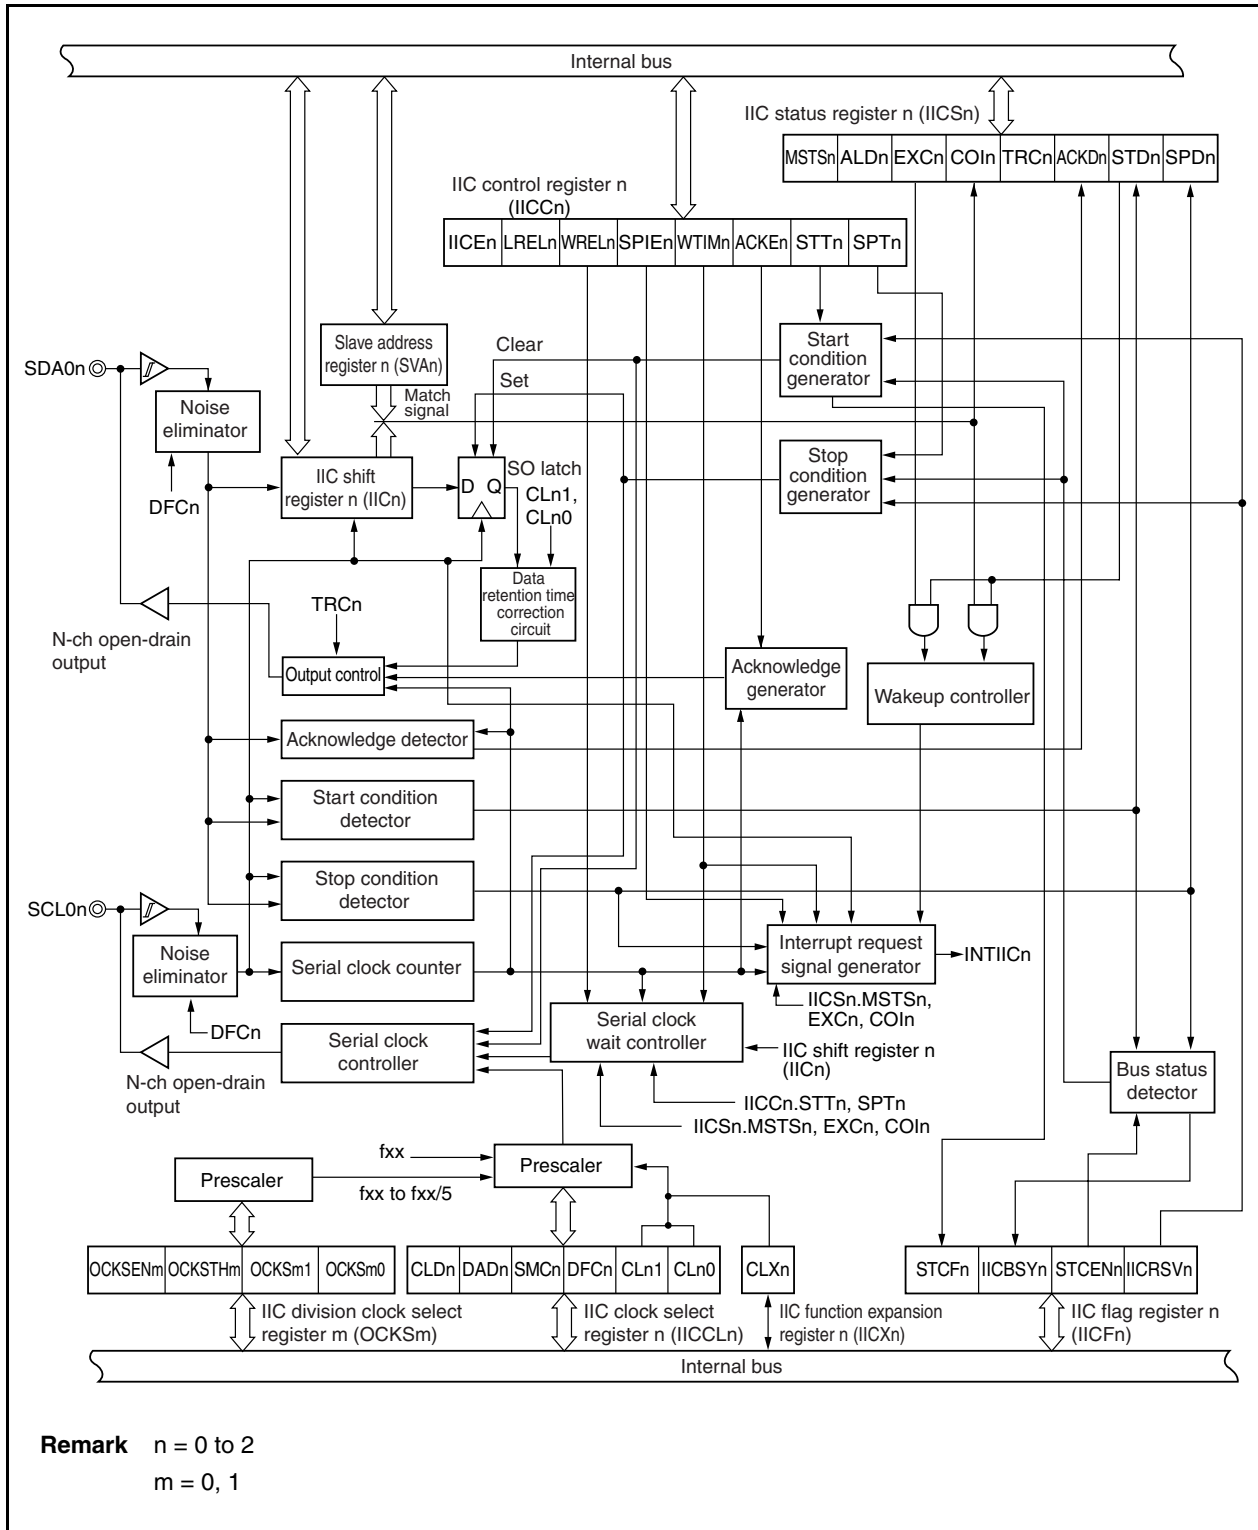 Internal bus
IIC status register n (IICSn)
MSTSn ALDn EXCn COIn TRCn ACKDn STDn SPDn
IIC control register n
(IICCn)
IICEn LRELn WRELn SPIEn WTIMn ACKEn STTn SPTn
SDA0n
Noise
eliminator
DFCn
Slave address
register n (SVAn)
Match
signal
Clear
Set
Start
condition
generator
IIC shift
register n (IICn)
D Q
SO latch
CLn1,
CLn0
Stop
condition
generator
Data
retention time
correction
circuit
TRCn
N-ch open-drain
output
Output control
Acknowledge
generator
Wakeup controller
Acknowledge detector
Start condition
detector
Stop condition
detector
SCL0n
Noise
eliminator
DFCn
Serial clock counter
Interrupt request
signal generator
INTIICn
IICSn.MSTSn,
EXCn, COIn
N-ch open-drain
output
Serial clock
controller
Serial clock
wait controller
IIC shift register n
(IICn)
IICCn.STTn, SPTn
IICSn.MSTSn, EXCn, COIn
Bus status
detector
Prescaler
fxx
fxx to fxx/5
Prescaler
OCKSENm OCKSTHm OCKSm1 OCKSm0
CLDn DADn SMCn DFCn CLn1 CLn0
CLXn
STCFn IICBSYn STCENn IICRSVn
IIC division clock select
register m (OCKSm)
IIC clock select
register n (IICCLn)
IIC function expansion
register n (IICXn)
IIC flag register n
(IICFn)
Internal bus
Remark n = 0 to 2
m = 0, 1